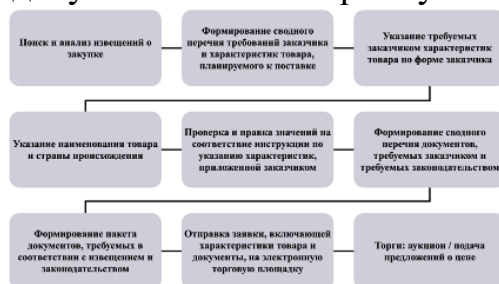 Поиск и анализ извещений о
закупке
Формирование сводного
перечня требований заказчика
и характеристик товара,
планируемого к поставке
Указание требуемых
заказчиком характеристик
товара по форме заказчика
Указание наименования товара
и страны происхождения
Проверка и правка значений на
соответствие инструкции по
указанию характеристик,
приложенной заказчиком
Формирование сводного
перечня документов,
требуемых заказчиком и
требуемых законодательством
Формирование пакета
документов, требуемых в
соответствии с извещением и
законодательством
Отправка заявки, включающей
характеристики товара и
документы, на электронную
торговую площадку
Торги: аукцион / подача
предложений о цене